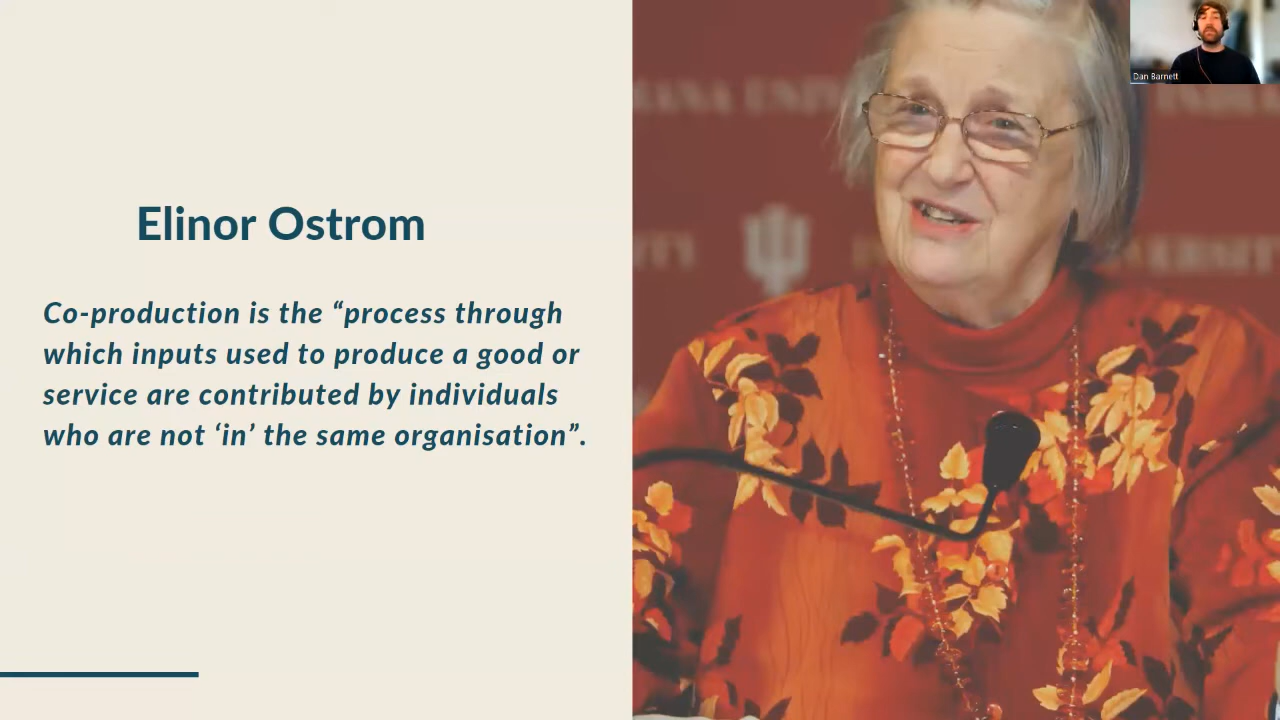 Dan Barnett
Elinor Ostrom
Co-production is the “process through
which inputs used to produce a good or
service are contributed by individuals
who are not ‘in’ the same organisation”.